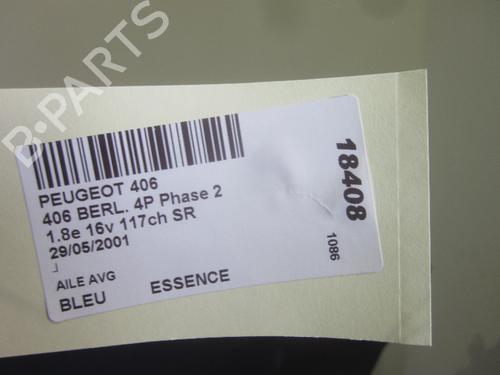 B-PARTS
PEUGEOT 406
406 BERL. 4P Phase 2
1.8e 16v 117ch SR
29/05/2001
AILE AVG
BLEU ESSENCE
18408
1086